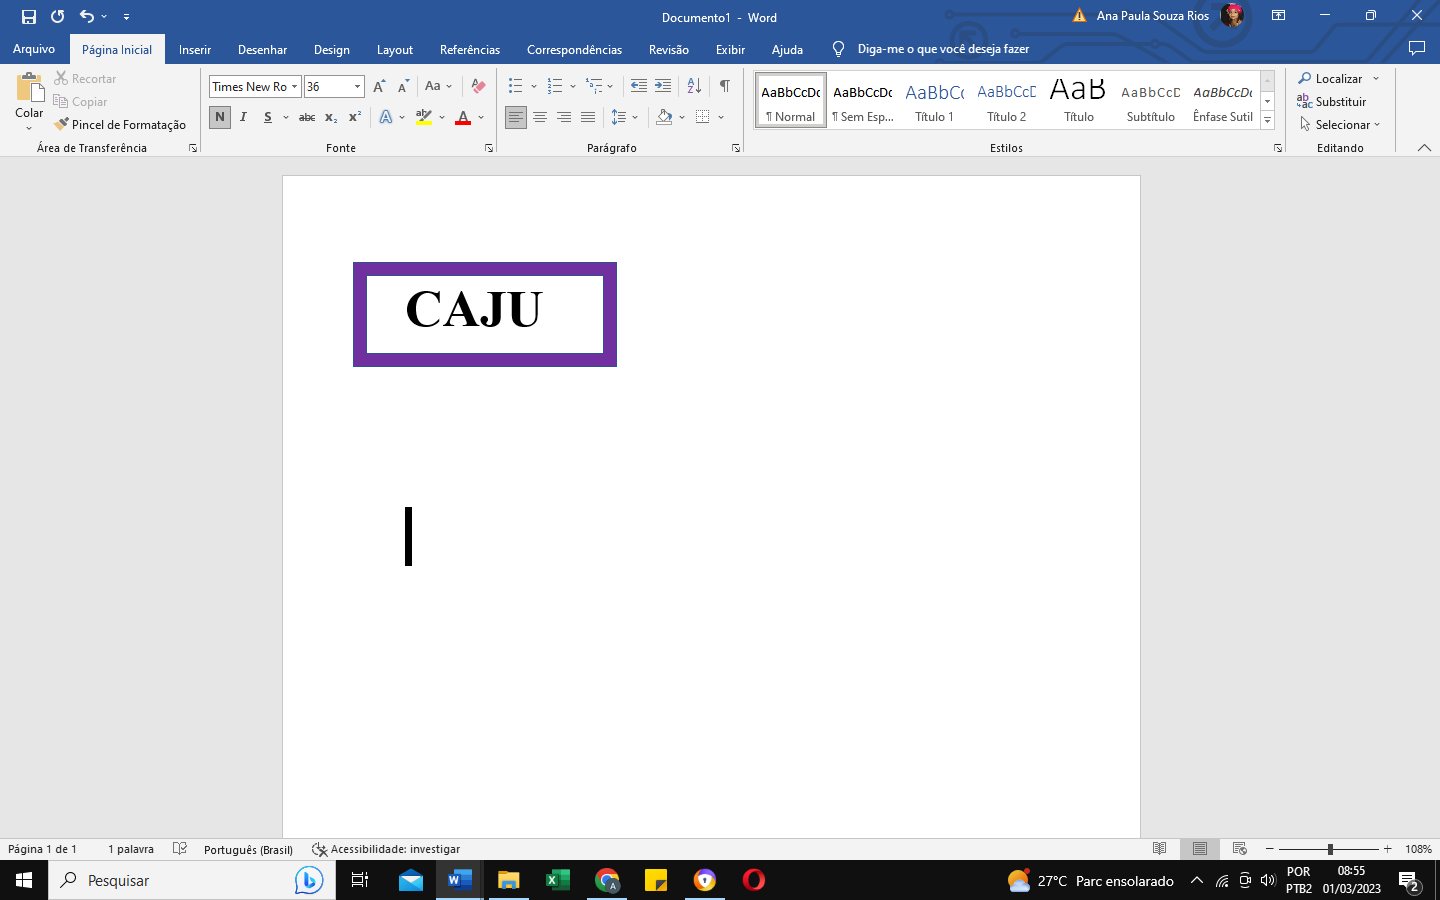 Documento1 - Word
Ana Paula Souza Rios
Arquivo
Página Inicial
Inserir
Desenhar
Design
Layout
Referências
Correspondências
Revisão
Exibir
Ajuda
Diga-me o que você deseja fazer
Colar
Recortar
Copiar
Pincel de Formatação
Área de Transferência
Times New Ro
36
Aa
N I S abc x₂ x²
A
Fonte
Parágrafo
AaBbCcDc
¶ Normal
AaBbCcDc
¶ Sem Esp...
AaBbCc
Título 1
AaBbCcD
Título 2
AaB
Título
AaBbCcD
Subtítulo
AaBbCcDc
Ênfase Sutil
Estilos
Localizar
Substituir
Selecionar
Editando
CAJU
Página 1 de 1
1 palavra
Português (Brasil)
Acessibilidade: investigar
108%
Pesquisar
27°C Parc ensolarado
POR
PTB2
08:55
01/03/2023
2